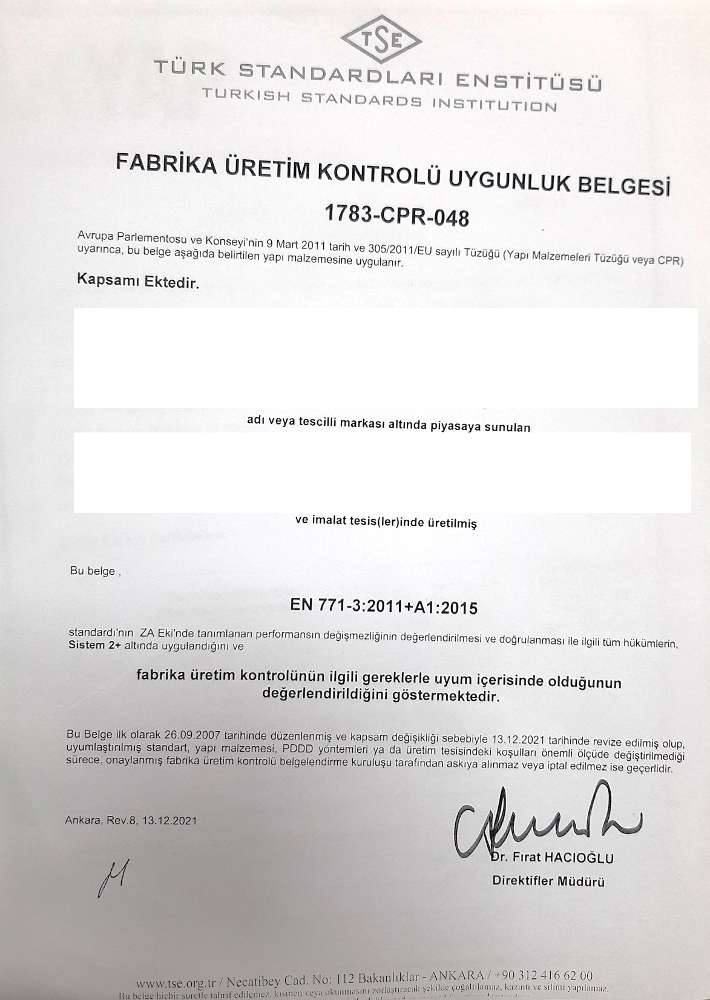 TSE
TÜRK STANDARDLARI ENSTİTÜSÜ
TURKISH STANDARDS INSTITUTION
FABRİKA ÜRETİM KONTROLÜ UYGUNLUK BELGESİ
1783-CPR-048
Avrupa Parlementosu ve Konseyi'nin 9 Mart 2011 tarih ve 305/2011/EU sayılı Tüzüğü (Yapı Malzemeleri Tüzüğü veya CPR)
uyarınca, bu belge aşağıda belirtilen yapı malzemesine uygulanır.
Kapsamı Ektedir.
adı veya tescilli markası altında piyasaya sunulan
ve imalat tesis(ler)inde üretilmiş
Bu belge ,
EN 771-3:2011+A1:2015
standardı'nın ZA Eki'nde tanımlanan performansın değişmezliğinin değerlendirilmesi ve doğrulanması ile ilgili tüm hükümlerin,
Sistem 2+ altında uygulandığını ve
fabrika üretim kontrolünün ilgili gereklerle uyum içerisinde olduğunun
değerlendirildiğini göstermektedir.
Bu Belge ilk olarak 26.09.2007 tarihinde düzenlenmiş ve kapsam değişikliği sebebiyle 13.12.2021 tarihinde revize edilmiş olup,
uyumlaştırılmış standart, yapı malzemesi, PDDD yöntemleri ya da üretim tesisindeki koşulları önemli ölçüde değiştirilmediği
sürece, onaylanmış fabrika üretim kontrolü belgelendirme kuruluşu tarafından askıya alınmaz veya iptal edilmez ise geçerlidir.
Ankara, Rev.8, 13.12.2021
Dr. Fırat HACIOĞLU
Direktifler Müdürü
www.tse.org.tr / Necatibey Cad. No: 112 Bakanlıklar - ANKARA / +90 312 416 62 00
Bu belge hiçbir suretle tahrif edilemez, kısmen veya okunmasını zorlaştıracak şekilde çoğaltılamaz, kazıntı ve silinti yapılamaz.